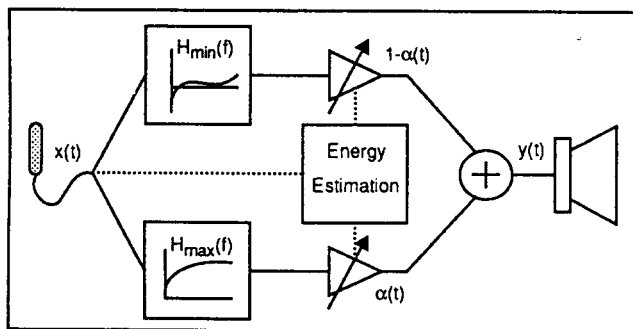 H_min(f)
1-α(t)
x(t)
Energy
Estimation
y(t)
H_max(f)
α(t)